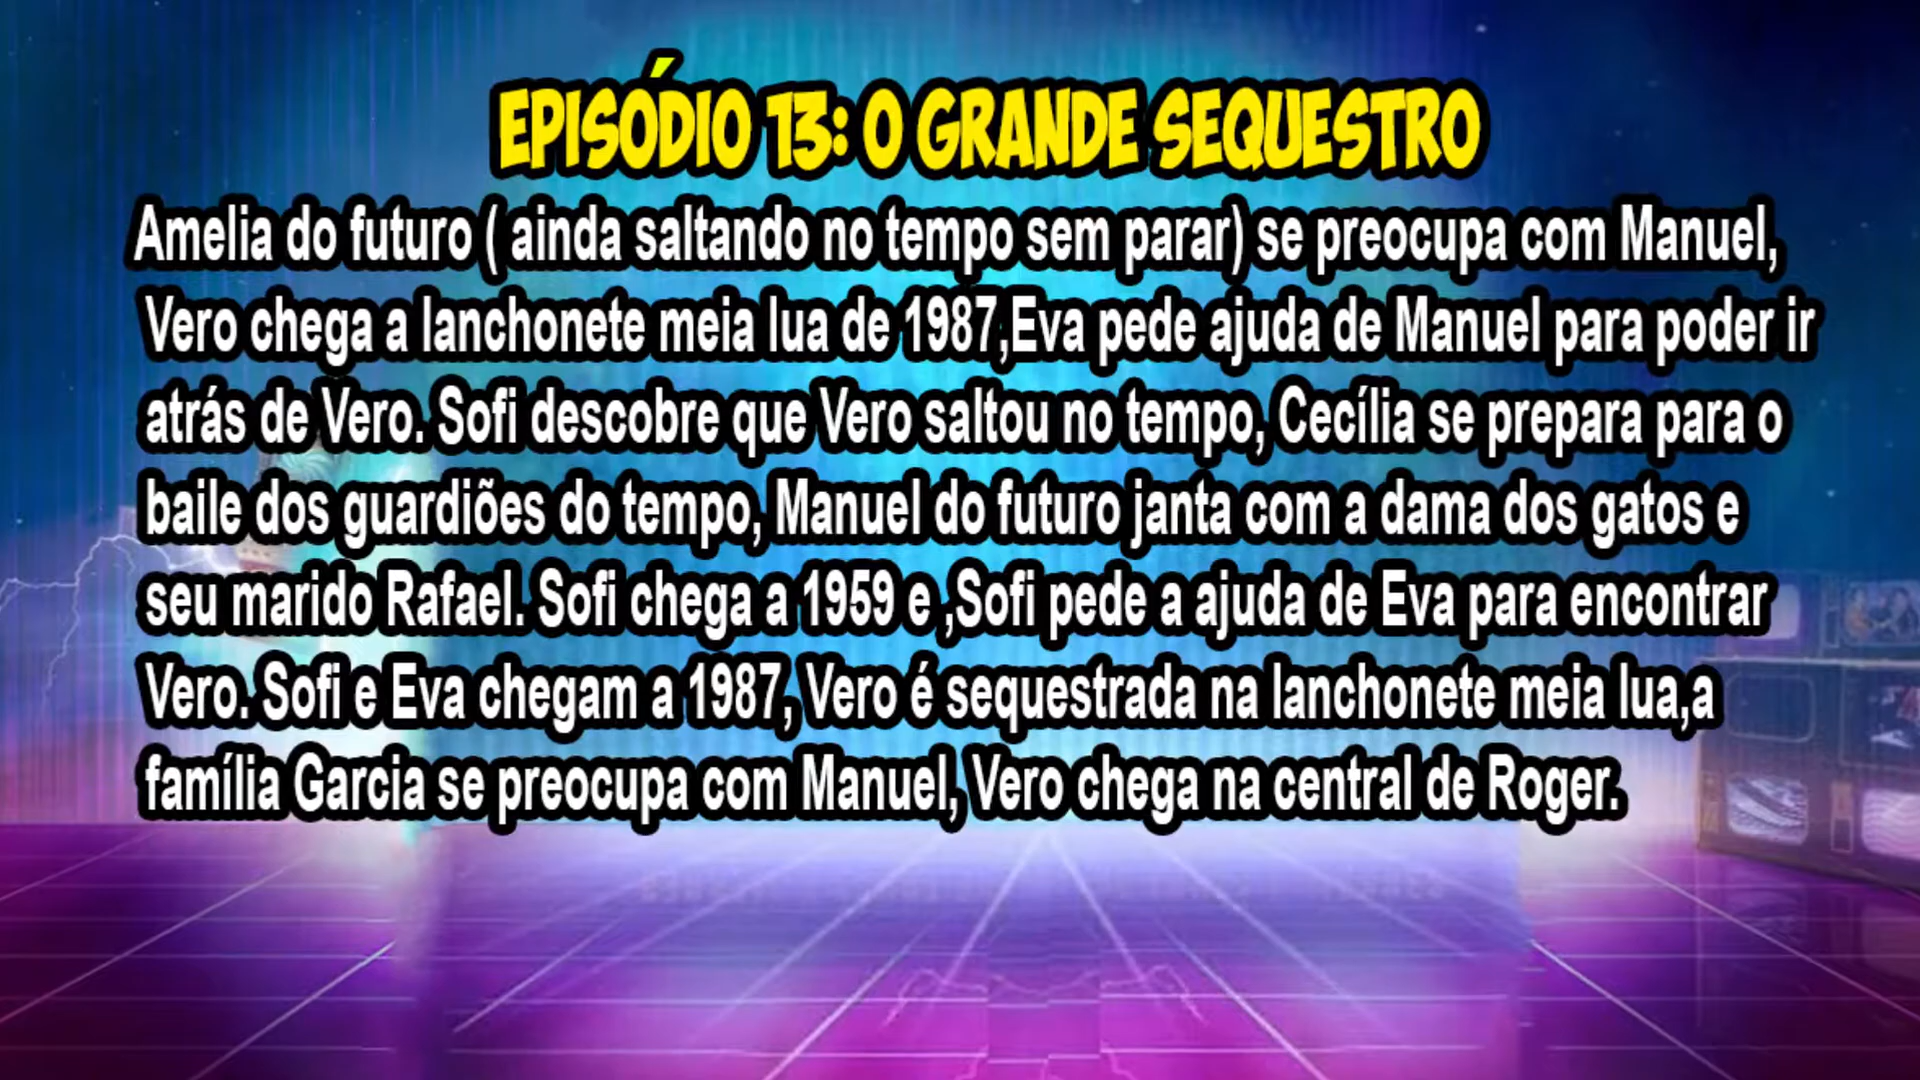 EPISÓDIO 13: O GRANDE SEQUESTRO
Amelia do futuro ( ainda saltando no tempo sem parar) se preocupa com Manuel,
Vero chega a lanchonete meia lua de 1987,Eva pede ajuda de Manuel para poder ir
atrás de Vero. Sofi descobre que Vero saltou no tempo, Cecília se prepara para o
baile dos guardiões do tempo, Manuel do futuro janta com a dama dos gatos e
seu marido Rafael. Sofi chega a 1959 e ,Sofi pede a ajuda de Eva para encontrar
Vero. Sofi e Eva chegam a 1987, Vero é sequestrada na lanchonete meia lua,a
família Garcia se preocupa com Manuel, Vero chega na central de Roger.